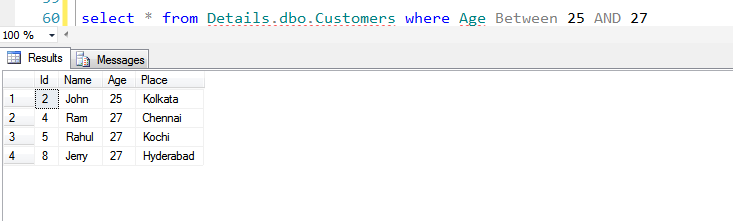 60 select * from Details.dbo.Customers where Age Between 25 AND 27
100 %
Results Messages
Id Name Age Place
1 2 John 25 Kolkata
2 4 Ram 27 Chennai
3 5 Rahul 27 Kochi
4 8 Jerry 27 Hyderabad